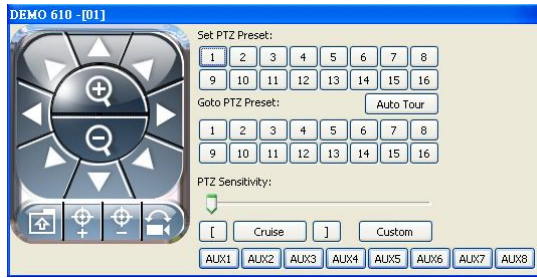 DEMO 610 -[01]
Set PTZ Preset:
1 2 3 4 5 6 7 8
9 10 11 12 13 14 15 16
Goto PTZ Preset: Auto Tour
1 2 3 4 5 6 7 8
9 10 11 12 13 14 15 16
PTZ Sensitivity:
[ Cruise ] Custom
AUX1 AUX2 AUX3 AUX4 AUX5 AUX6 AUX7 AUX8